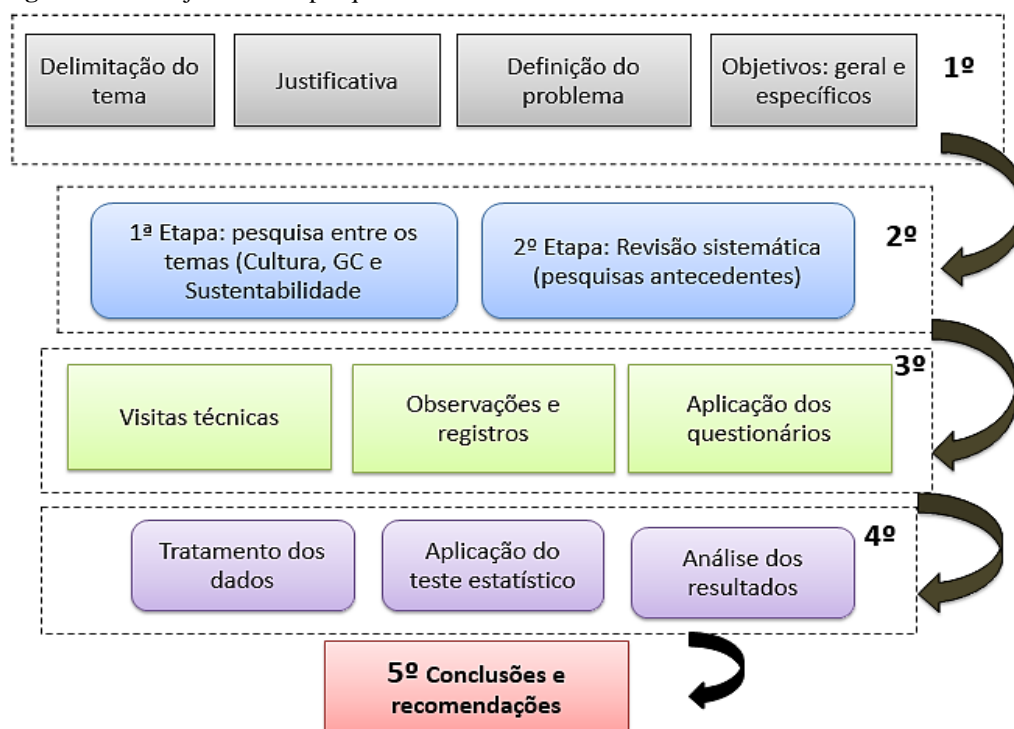 Delimitação do
tema
Justificativa
Definição do
problema
Objetivos: geral e
específicos
1º
1ª Etapa: pesquisa entre os
temas (Cultura, GC e
Sustentabilidade
2º Etapa: Revisão sistemática
(pesquisas antecedentes)
2º
Visitas técnicas
Observações e
registros
Aplicação dos
questionários
3º
Tratamento dos
dados
Aplicação do
teste estatístico
Análise dos
resultados
4º
5º Conclusões e
recomendações